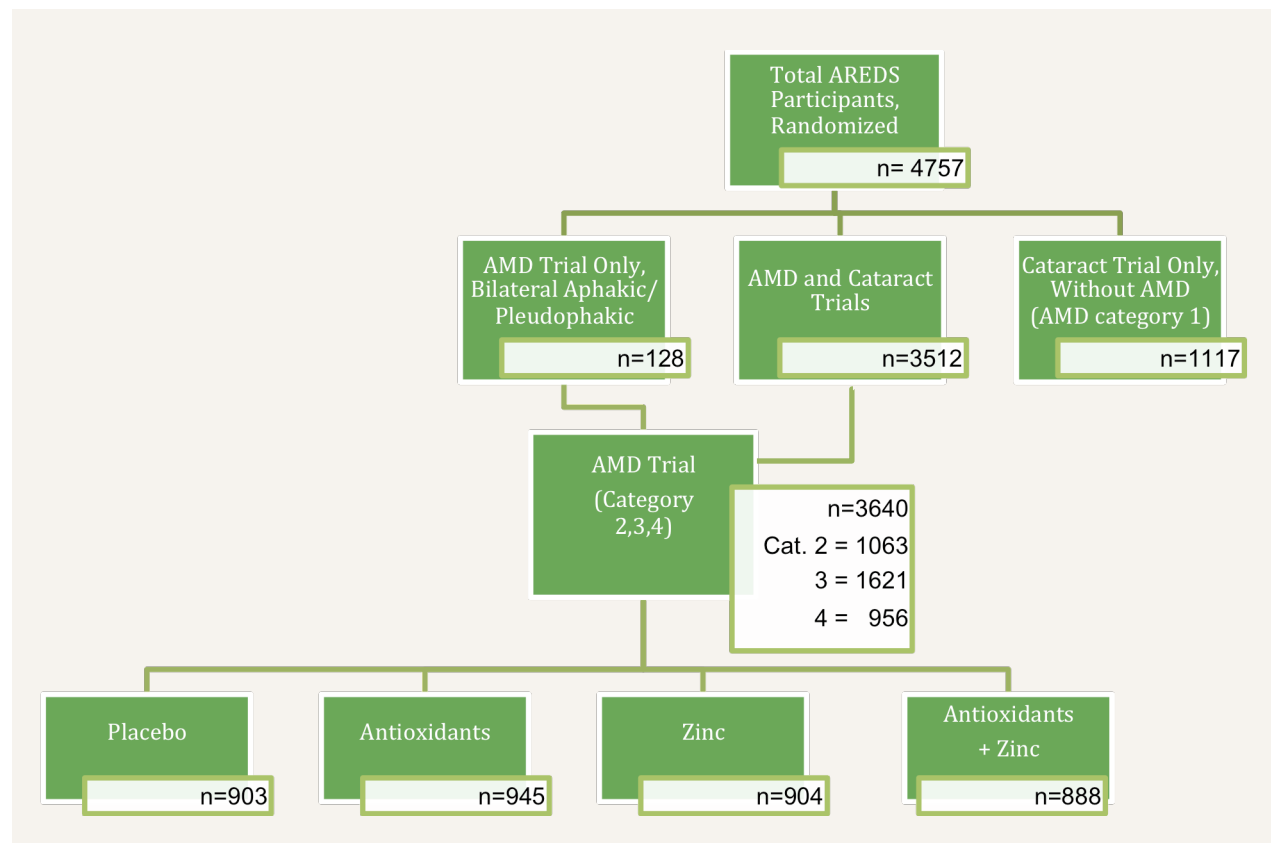 Total AREDS
Participants,
Randomized
n= 4757
AMD Trial Only,
Bilateral Aphakic/
Pleudophakic
n=128
AMD and Cataract
Trials
n=3512
Cataract Trial Only,
Without AMD
(AMD category 1)
n=1117
AMD Trial
(Category
2,3,4)
n=3640
Cat. 2 = 1063
3 = 1621
4 = 956
Placebo
n=903
Antioxidants
n=945
Zinc
n=904
Antioxidants
+ Zinc
n=888